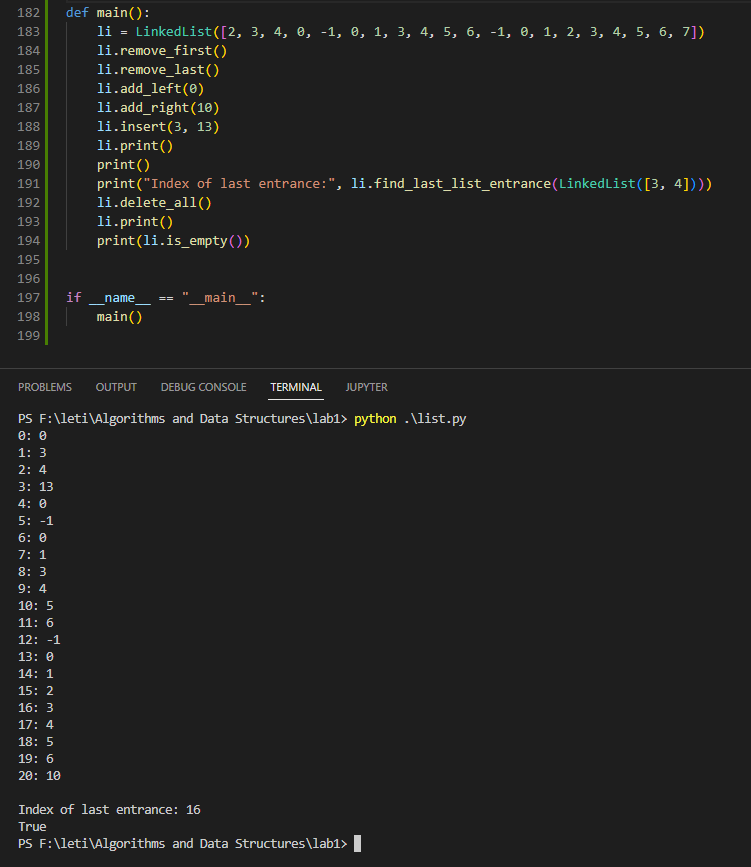 182 def main():
183     li = LinkedList([2, 3, 4, 0, -1, 0, 1, 3, 4, 5, 6, -1, 0, 1, 2, 3, 4, 5, 6, 7])
184     li.remove_first()
185     li.remove_last()
186     li.add_left(0)
187     li.add_right(10)
188     li.insert(3, 13)
189     li.print()
190     print()
191     print("Index of last entrance:", li.find_last_list_entrance(LinkedList([3, 4])))
192     li.delete_all()
193     li.print()
194     print(li.is_empty())
195
196
197 if __name__ == "__main__":
198     main()
199
PROBLEMS OUTPUT DEBUG CONSOLE TERMINAL JUPYTER
PS F:\leti\Algorithms and Data Structures\lab1> python .\list.py
0: 0
1: 3
2: 4
3: 13
4: 0
5: -1
6: 0
7: 1
8: 3
9: 4
10: 5
11: 6
12: -1
13: 0
14: 1
15: 2
16: 3
17: 4
18: 5
19: 6
20: 10

Index of last entrance: 16
True
PS F:\leti\Algorithms and Data Structures\lab1>